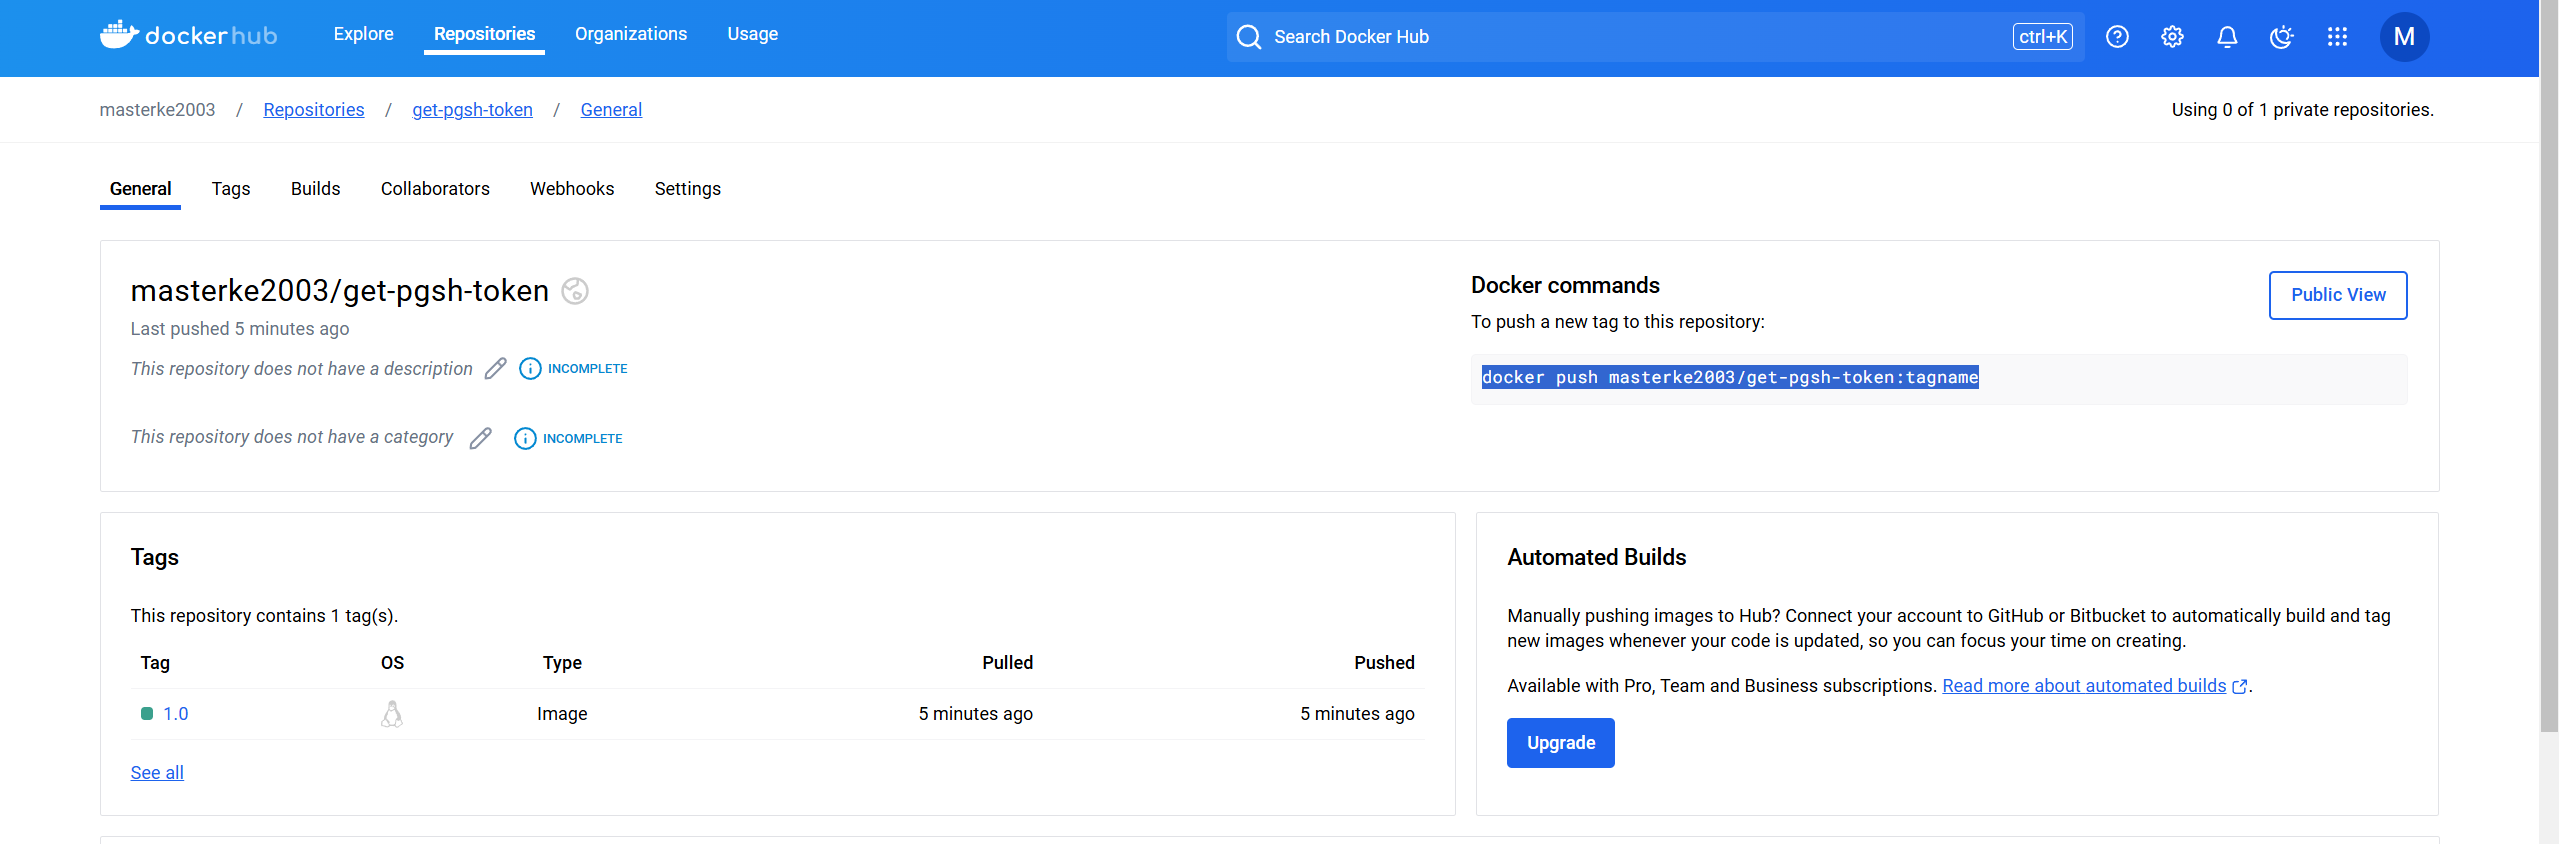 docker hub Explore Repositories Organizations Usage Search Docker Hub ctrl+K M
masterke2003 / Repositories / get-pgsh-token / General Using 0 of 1 private repositories.
General Tags Builds Collaborators Webhooks Settings
masterke2003/get-pgsh-token
Last pushed 5 minutes ago
This repository does not have a description INCOMPLETE
This repository does not have a category INCOMPLETE
Docker commands
Public View
To push a new tag to this repository:
docker push masterke2003/get-pgsh-token:tagname
Tags
This repository contains 1 tag(s).
Tag OS Type Pulled Pushed
1.0 Image 5 minutes ago 5 minutes ago
See all
Automated Builds
Manually pushing images to Hub? Connect your account to GitHub or Bitbucket to automatically build and tag
new images whenever your code is updated, so you can focus your time on creating.
Available with Pro, Team and Business subscriptions. Read more about automated builds.
Upgrade